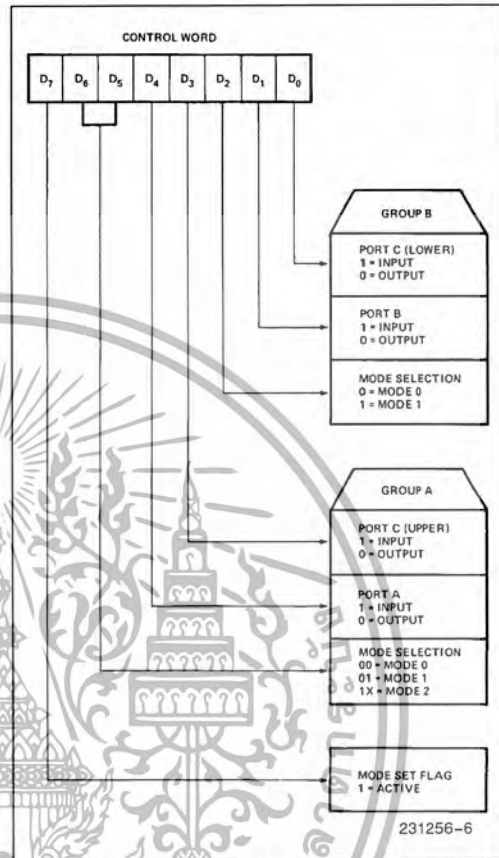 CONTROL WORD
D7 D6 D5 D4 D3 D2 D1 D0
GROUP B
PORT C (LOWER)
1 = INPUT
0 = OUTPUT
PORT B
1 = INPUT
0 = OUTPUT
MODE SELECTION
0 = MODE 0
1 = MODE 1
GROUP A
PORT C (UPPER)
1 = INPUT
0 = OUTPUT
PORT A
1 = INPUT
0 = OUTPUT
MODE SELECTION
00 = MODE 0
01 = MODE 1
1X = MODE 2
MODE SET FLAG
1 = ACTIVE
231256-6